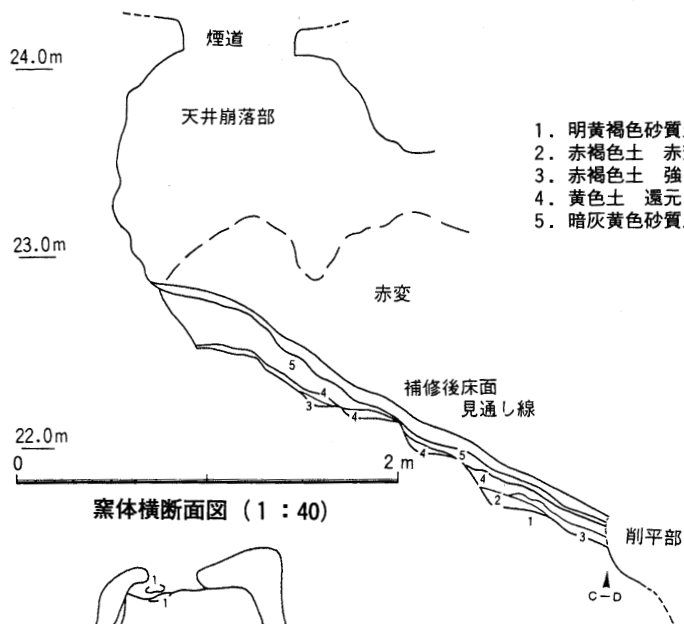 煙道
24.0m
天井崩落部
1. 明黄褐色砂質
2. 赤褐色土 赤
3. 赤褐色土 強
4. 黄色土 還元
5. 暗灰黄色砂質
23.0m
赤変
5
4
3
4
補修後床面
見通し線
22.0m
0
2 m
4
5
4
2
1
3
削平部
C-D
窯体横断面図 (1:40)
1
1